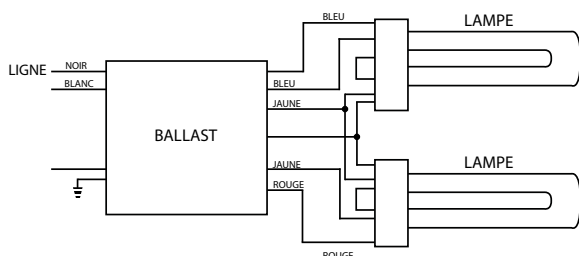 BLEU
LAMPE
LIGNE
NOIR
BLANC
BLEU
JAUNE
BALLAST
JAUNE
LAMPE
ROUGE
ROUGE